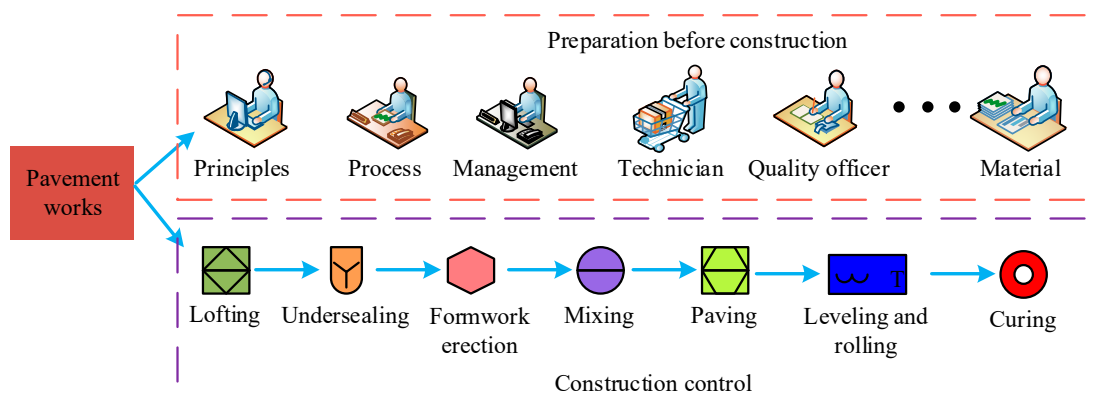 Preparation before construction
Principles
Process
Management
Technician
Quality officer
Material
Pavement
works
Lofting
Undersealing
Formwork
erection
Mixing
Paving
T
Leveling and
rolling
Curing
Construction control